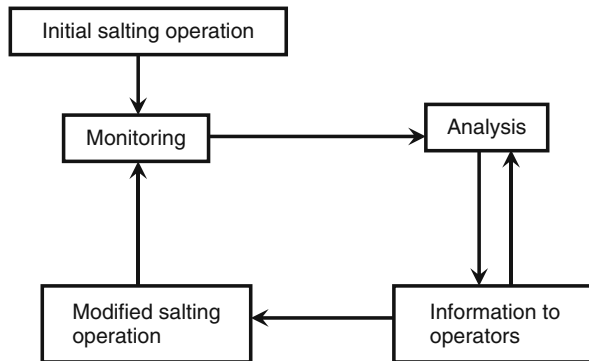 Initial salting operation
Monitoring
Analysis
Modified salting
operation
Information to
operators